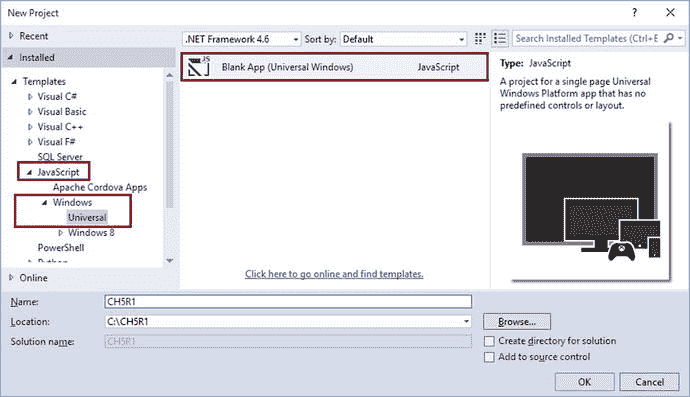 New Project
Recent
.NET Framework 4.6
Sort by: Default
Search Installed Templates (Ctrl+E
Installed
Templates
Visual C#
Visual Basic
Visual C++
Visual F#
SQL Server
JavaScript
Apache Cordova Apps
Windows
Universal
Windows 8
PowerShell
Python
Online
JS
Blank App (Universal Windows) JavaScript
Click here to go online and find templates.
Type: JavaScript
A project for a single page Universal
Windows Platform app that has no
predefined controls or layout.
Name: CH5R1
Location: C:\CH5R1
Browse...
Solution name: CH5R1
Create directory for solution
Add to source control
OK Cancel